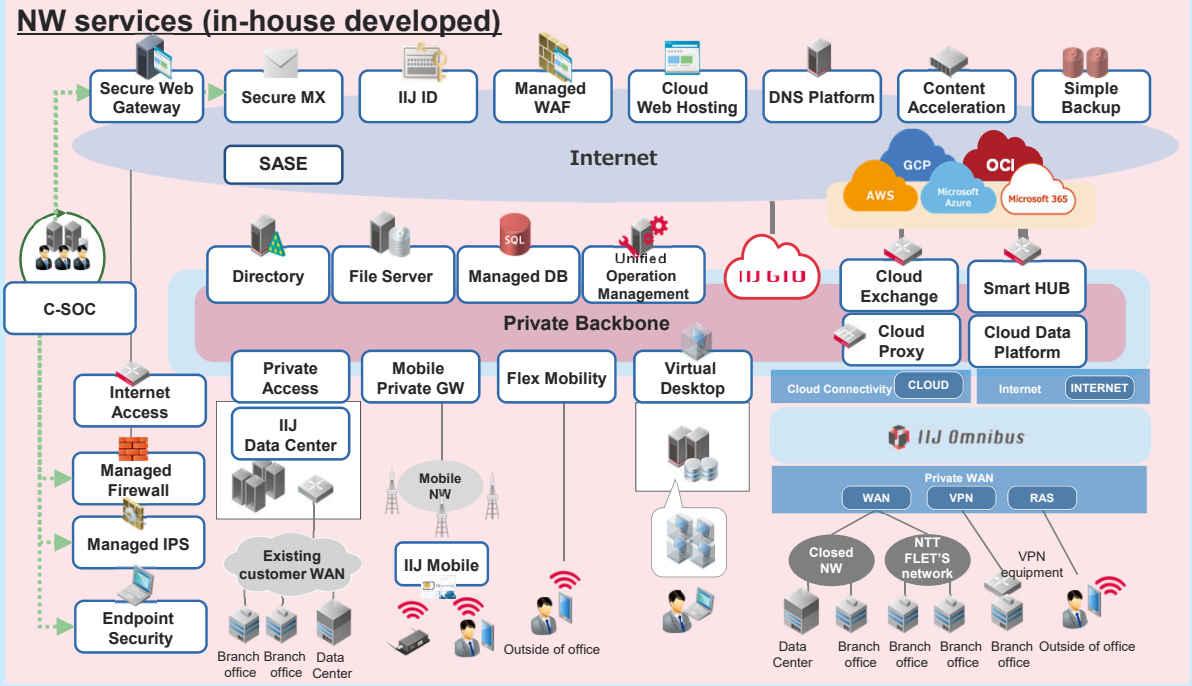 NW services (in-house developed)
Secure Web
Gateway
Secure MX
IIJ ID
Managed
WAF
Cloud
Web Hosting
DNS Platform
Content
Acceleration
Simple
Backup
Internet
SASE
GCP
OCI
AWS
Microsoft
Azure
Microsoft 365
C-SOC
Directory
File Server
SQL
Managed DB
Unified
Operation
Management
IIJ GIO
Cloud
Exchange
Smart HUB
Private Backbone
Cloud
Proxy
Cloud Data
Platform
Internet
Access
Private
Access
Mobile
Private GW
Flex Mobility
Virtual
Desktop
Cloud Connectivity
CLOUD
Internet
INTERNET
IIJ
Data Center
IIJ Omnibus
Managed
Firewall
Mobile
NW
Private WAN
WAN
VPN
RAS
Managed IPS
Existing
customer WAN
IIJ Mobile
Closed
NW
NTT
FLET'S
network
VPN
equipment
Endpoint
Security
Branch
office
Branch
office
Data
Center
Outside of office
Data
Center
Branch
office
Branch
office
Branch
office
Branch
office
Outside of office